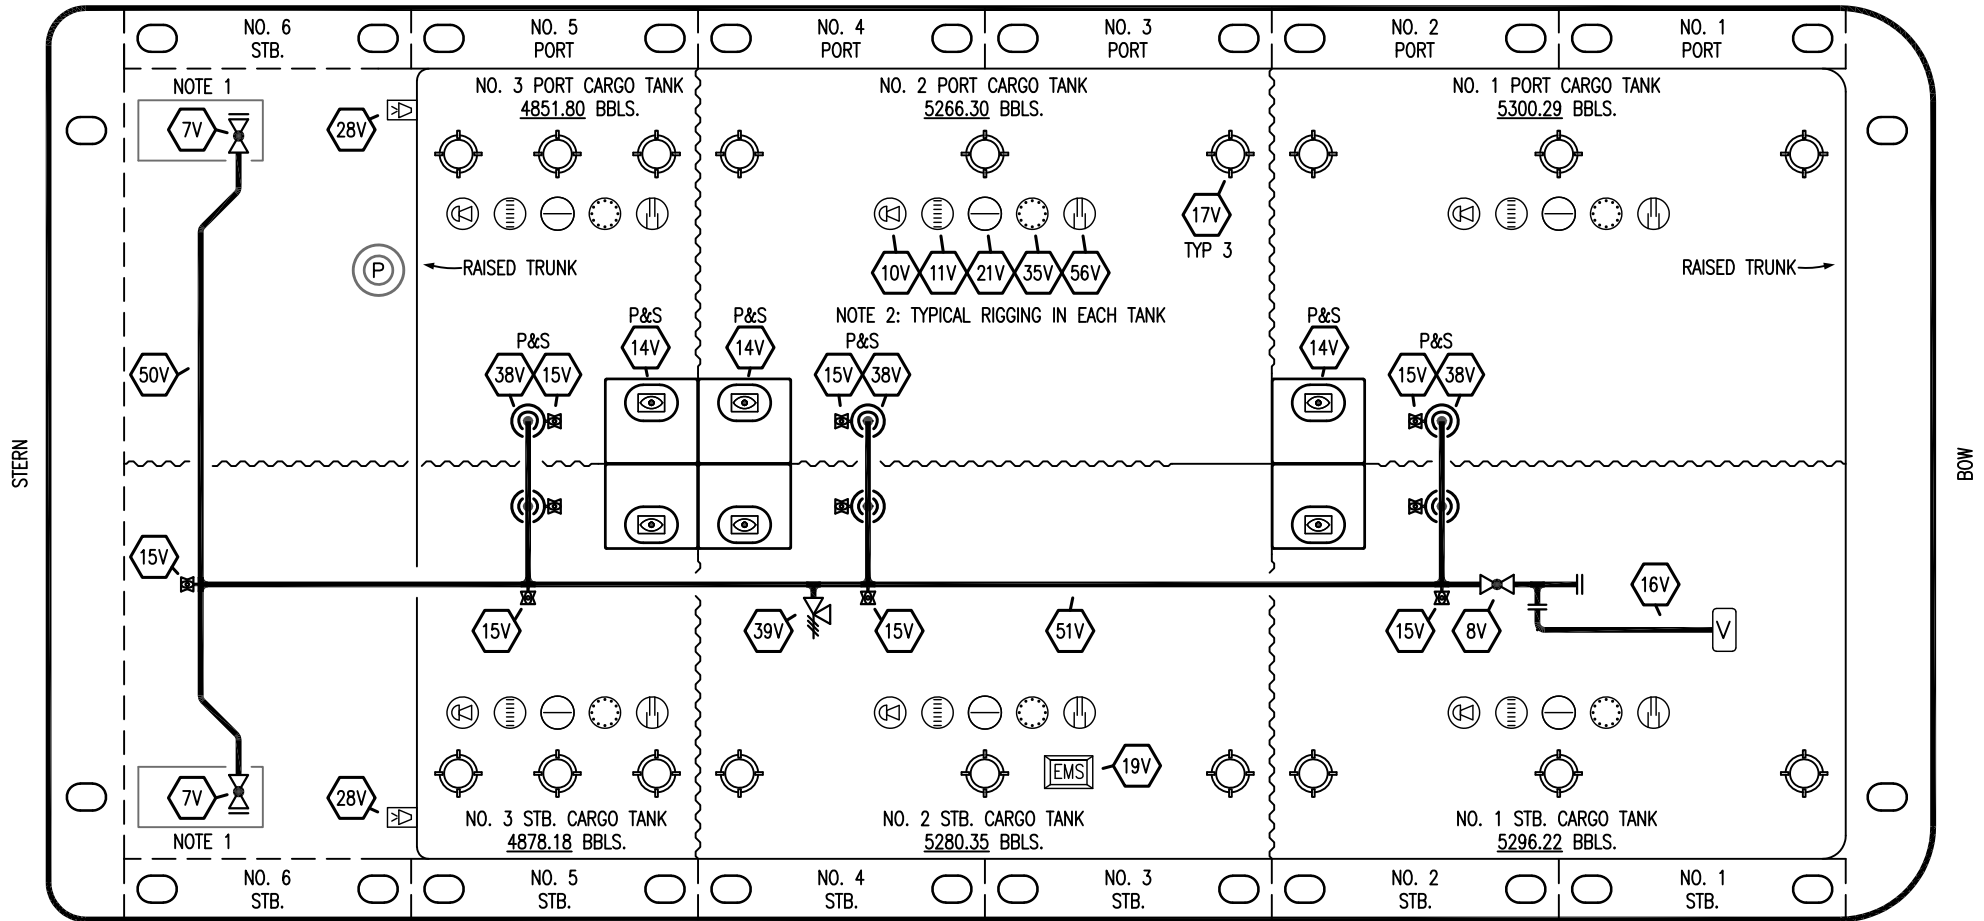 NO. 6
STB.
NO. 5
PORT
NO. 4
PORT
NO. 3
PORT
NO. 2
PORT
NO. 1
PORT
NOTE 1
7V
28V
NO. 3 PORT CARGO TANK
4851.80 BBLS.
NO. 2 PORT CARGO TANK
5266.30 BBLS.
NO. 1 PORT CARGO TANK
5300.29 BBLS.
17V
TYP 3
P
RAISED TRUNK
10V
11V
21V
35V
56V
RAISED TRUNK
NOTE 2: TYPICAL RIGGING IN EACH TANK
P&S
14V
P&S
14V
P&S
14V
P&S
38V
15V
P&S
15V
38V
P&S
15V
38V
50V
STERN
BOW
15V
15V
39V
15V
51V
15V
8V
16V
V
EMS
19V
7V
NOTE 1
28V
NO. 3 STB. CARGO TANK
4878.18 BBLS.
NO. 2 STB. CARGO TANK
5280.35 BBLS.
NO. 1 STB. CARGO TANK
5296.22 BBLS.
NO. 6
STB.
NO. 5
STB.
NO. 4
STB.
NO. 3
STB.
NO. 2
STB.
NO. 1
STB.